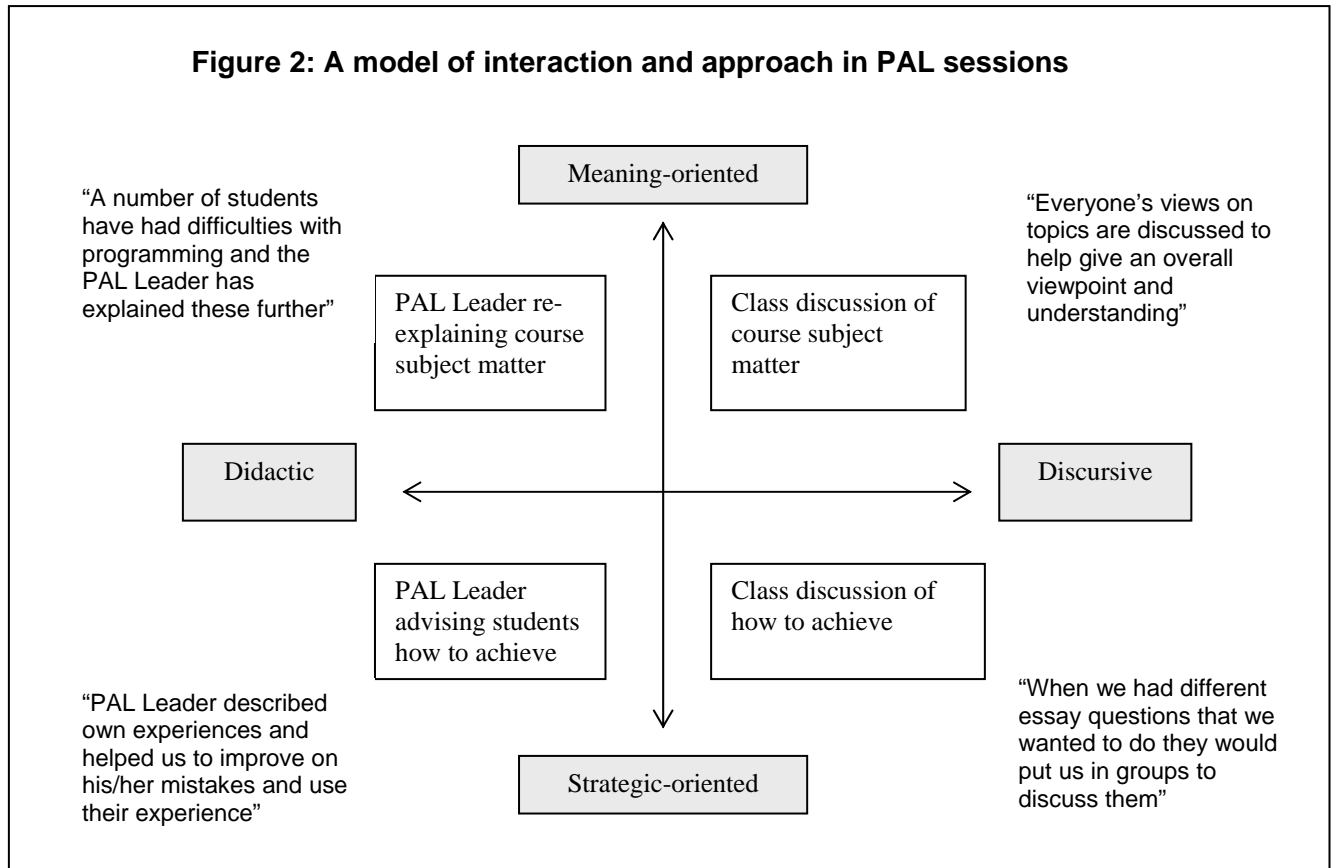 Figure 2: A model of interaction and approach in PAL sessions
Meaning-oriented
“A number of students
have had difficulties with
programming and the
PAL Leader has
explained these further”
“Everyone’s views on
topics are discussed to
help give an overall
viewpoint and
understanding”
PAL Leader re-
explaining course
subject matter
Class discussion of
course subject
matter
Didactic
Discursive
PAL Leader
advising students
how to achieve
Class discussion of
how to achieve
“PAL Leader described
own experiences and
helped us to improve on
his/her mistakes and use
their experience”
“When we had different
essay questions that we
wanted to do they would
put us in groups to
discuss them”
Strategic-oriented